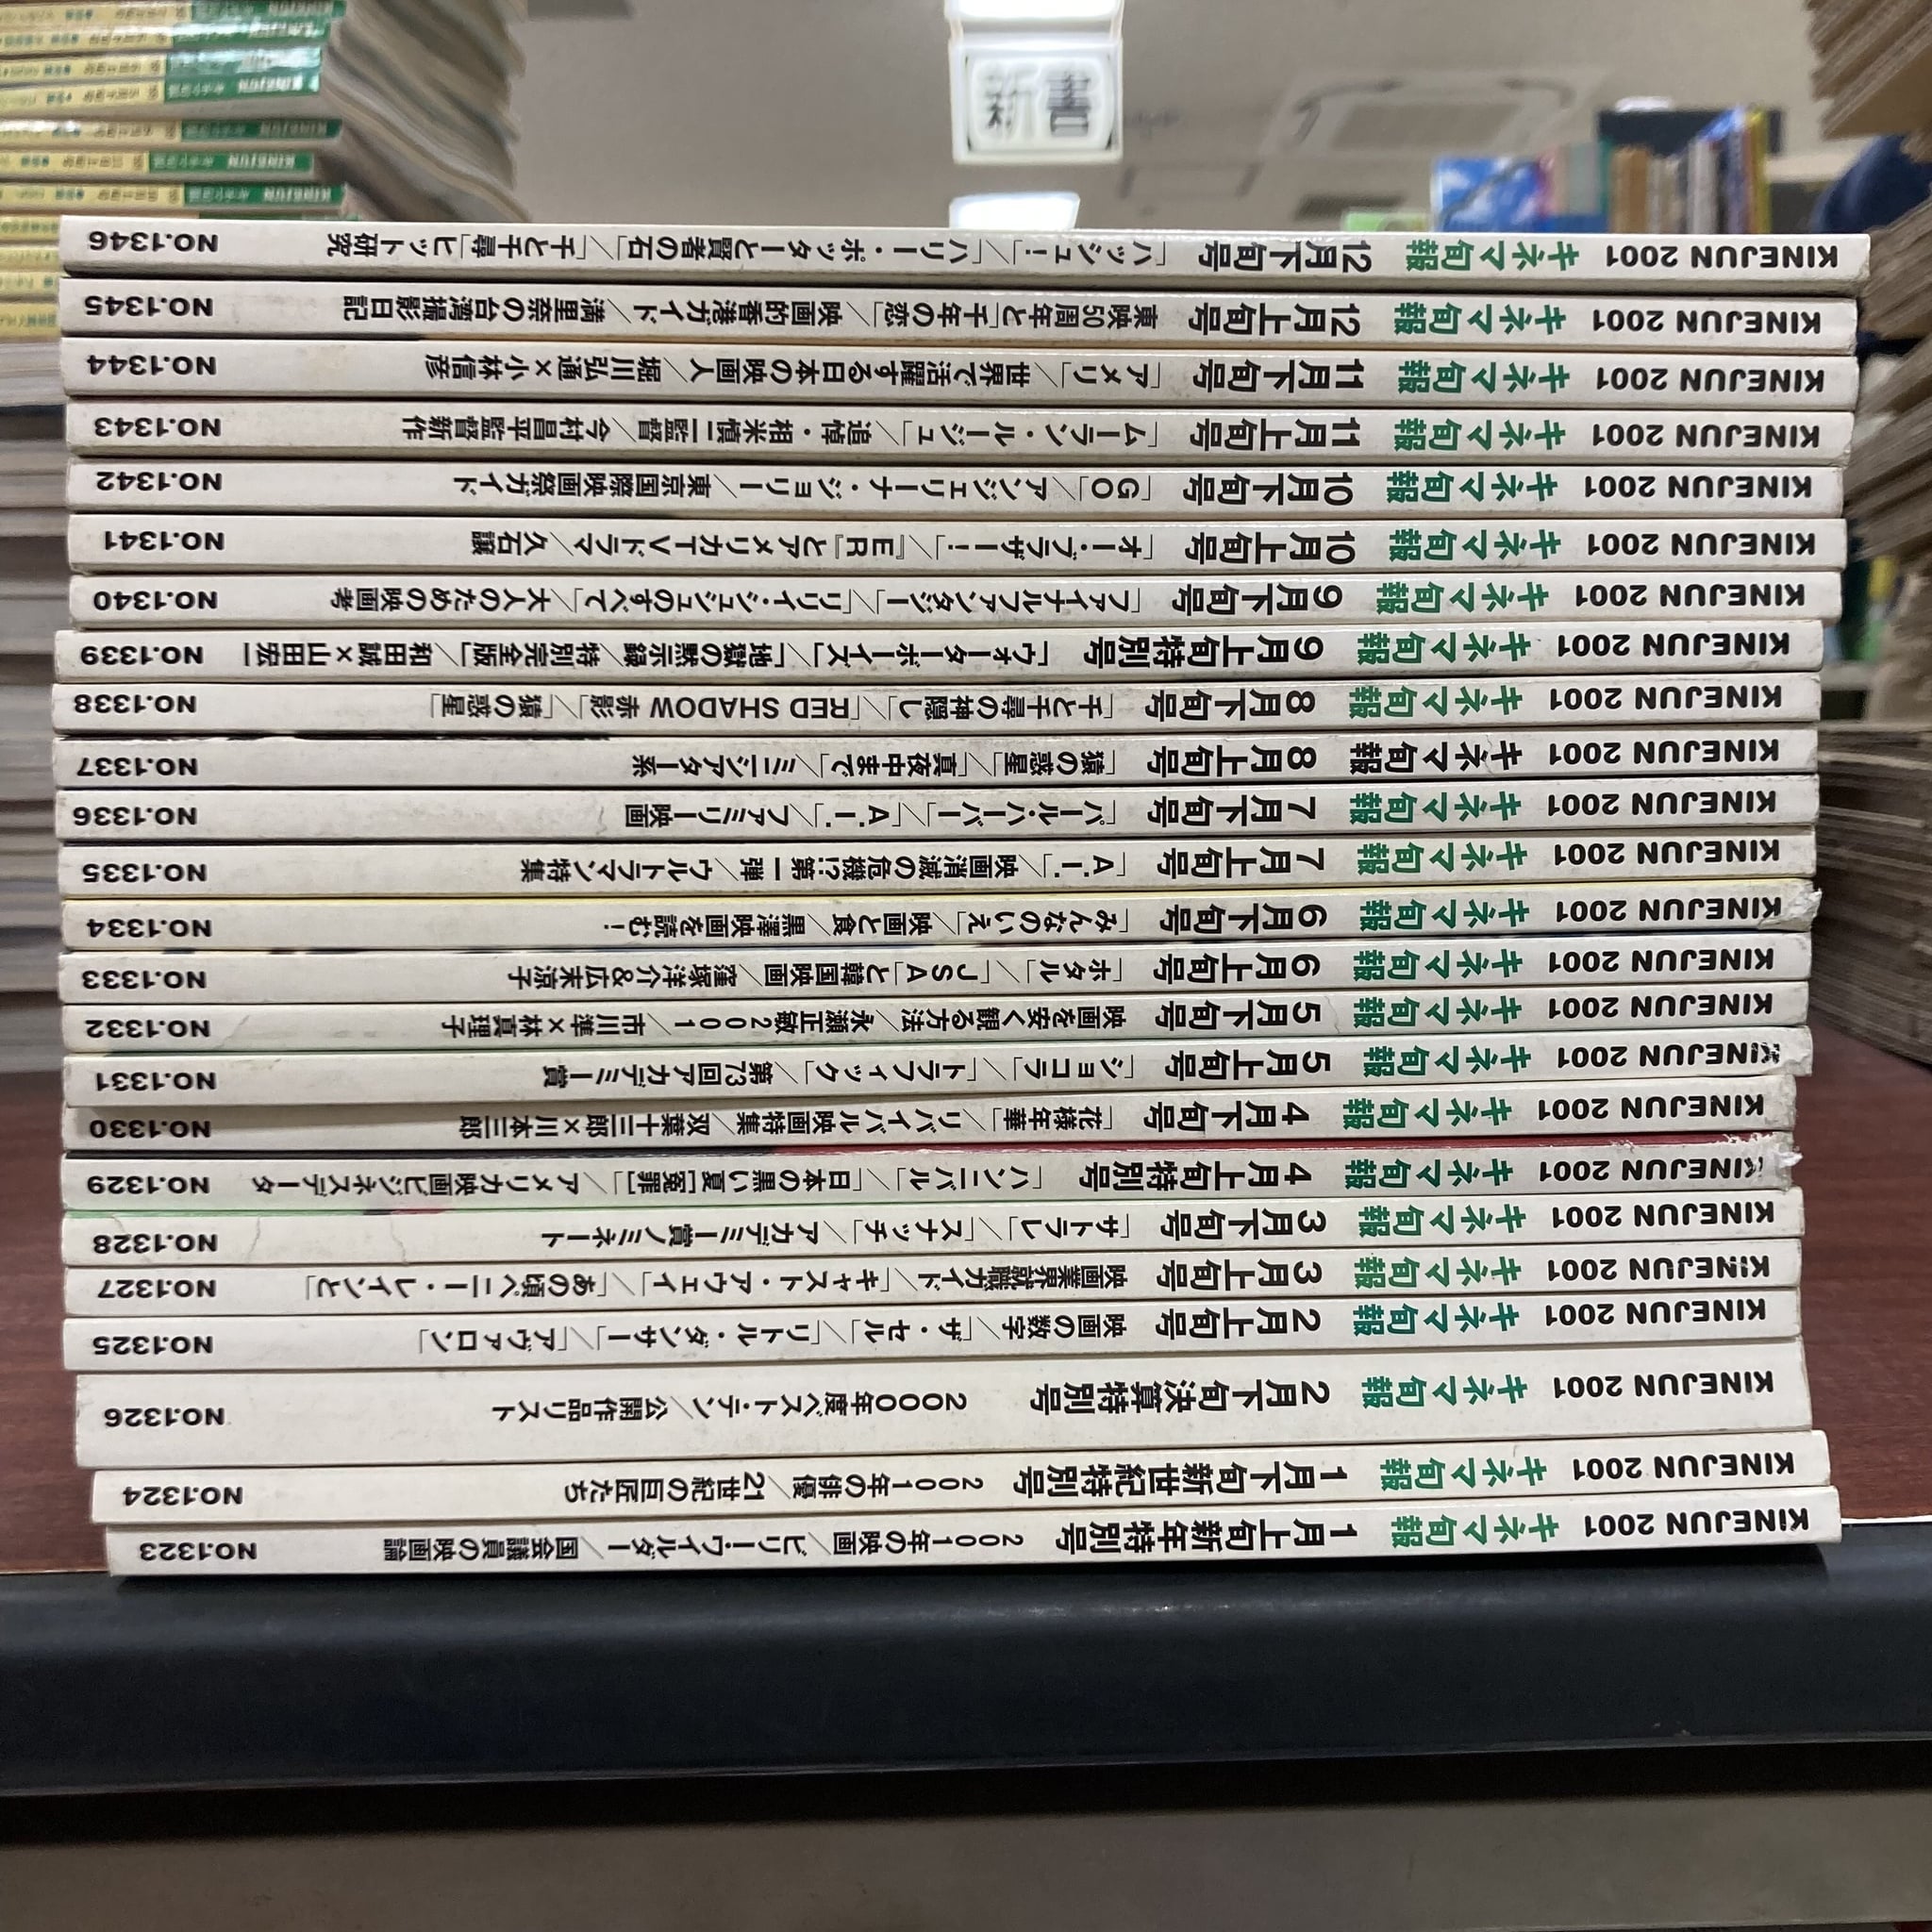 新書
KINEJUN 2001 キネマ旬報 12月下旬号 「ハッシュ!」/「ハリー・ポッターと賢者の石」/「千と千尋」ヒット研究 NO.1346
KINEJUN 2001 キネマ旬報 12月上旬号 東映50周年と「千年の恋」/映画的香港ガイド/満里奈の台湾撮影日記 NO.1345
KINEJUN 2001 キネマ旬報 11月下旬号 「アメリ」/世界で活躍する日本の映画人/堀川弘通×小林信彦 NO.1344
KINEJUN 2001 キネマ旬報 11月上旬号 「ムーラン・ルージュ」/追悼・相米慎二監督/今村昌平監督新作 NO.1343
KINEJUN 2001 キネマ旬報 10月下旬号 「GO」/アンジェリーナ・ジョリー/東京国際映画祭ガイド NO.1342
KINEJUN 2001 キネマ旬報 10月上旬号 「オー・ブラザー!」/『ER』とアメリカTVドラマ/久石譲 NO.1341
KINEJUN 2001 キネマ旬報 9月下旬号 「ファイナルファンタジー」/「リリイ・シュシュのすべて」/大人のための映画考 NO.1340
KINEJUN 2001 キネマ旬報 9月上旬特別号 「ウォーターボーイズ」/「地獄の黙示録/特別完全版」/和田誠×山田宏一 NO.1339
KINEJUN 2001 キネマ旬報 8月下旬号 「千と千尋の神隠し」/「RED SHADOW 赤影」/「猿の惑星」 NO.1338
KINEJUN 2001 キネマ旬報 8月上旬号 「猿の惑星」/「真夜中まで」/ミニシアター系 NO.1337
KINEJUN 2001 キネマ旬報 7月下旬号 「パール・ハーバー」/「A.I.」/ファミリー映画 NO.1336
KINEJUN 2001 キネマ旬報 7月上旬号 「A.I.」/映画消滅の危機!?第一弾/ウルトラマン特集 NO.1335
KINEJUN 2001 キネマ旬報 6月下旬号 「みんなのいえ」/映画と食/黒澤映画を読む! NO.1334
KINEJUN 2001 キネマ旬報 6月上旬号 「ホタル」/「JSA」と韓国映画/窪塚洋介&広末涼子 NO.1333
KINEJUN 2001 キネマ旬報 5月下旬号 映画を安く観る方法/永瀬正敏2001/市川準×林真理子 NO.1332
KINEJUN 2001 キネマ旬報 5月上旬号 「ショコラ」/「トラフィック」/第73回アカデミー賞 NO.1331
KINEJUN 2001 キネマ旬報 4月下旬号 「花様年華」/リバイバル映画特集/双葉十三郎×川本三郎 NO.1330
KINEJUN 2001 キネマ旬報 4月上旬特別号 「ハンニバル」/「日本の黒い夏[冤罪]」/アメリカ映画ビジネスデータ NO.1329
KINEJUN 2001 キネマ旬報 3月下旬号 「サトラレ」/「スナッチ」/アカデミー賞ノミネート NO.1328
KINEJUN 2001 キネマ旬報 3月上旬号 映画業界就職ガイド/「キャスト・アウェイ」/「あの頃ペニー・レインと」 NO.1327
KINEJUN 2001 キネマ旬報 2月上旬号 映画の数字/「ザ・セル」/「リトル・ダンサー」/「アヴァロン」 NO.1325
KINEJUN 2001 キネマ旬報 2月下旬決算特別号 2000年度ベスト・テン/公開作品リスト NO.1326
KINEJUN 2001 キネマ旬報 1月下旬新世紀特別号 2001年の俳優/21世紀の巨匠たち NO.1324
KINEJUN 2001 キネマ旬報 1月上旬新年特別号 2001年の映画/ビリー・ワイルダー/国会議員の映画論 NO.1323